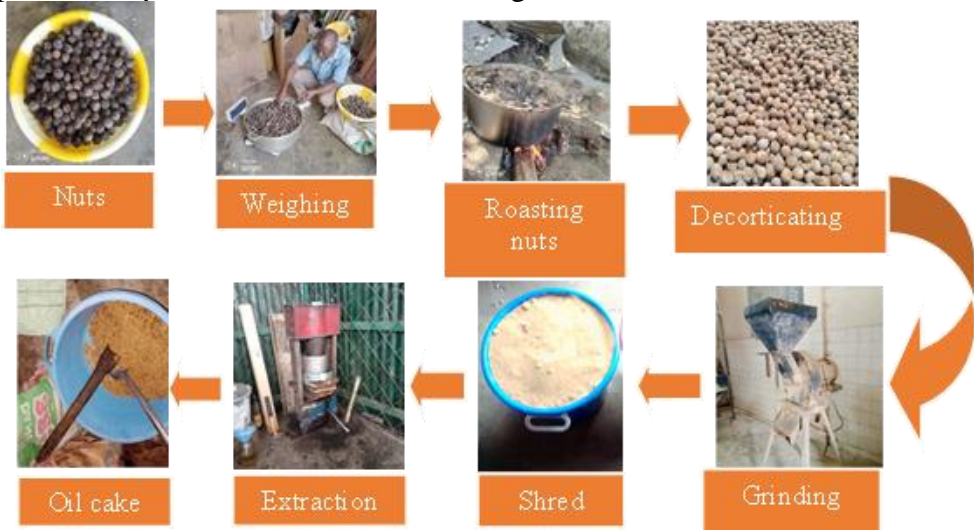 Nuts
Weighing
Roasting
nuts
Decorticating
Oil cake
Extraction
Shred
Grinding